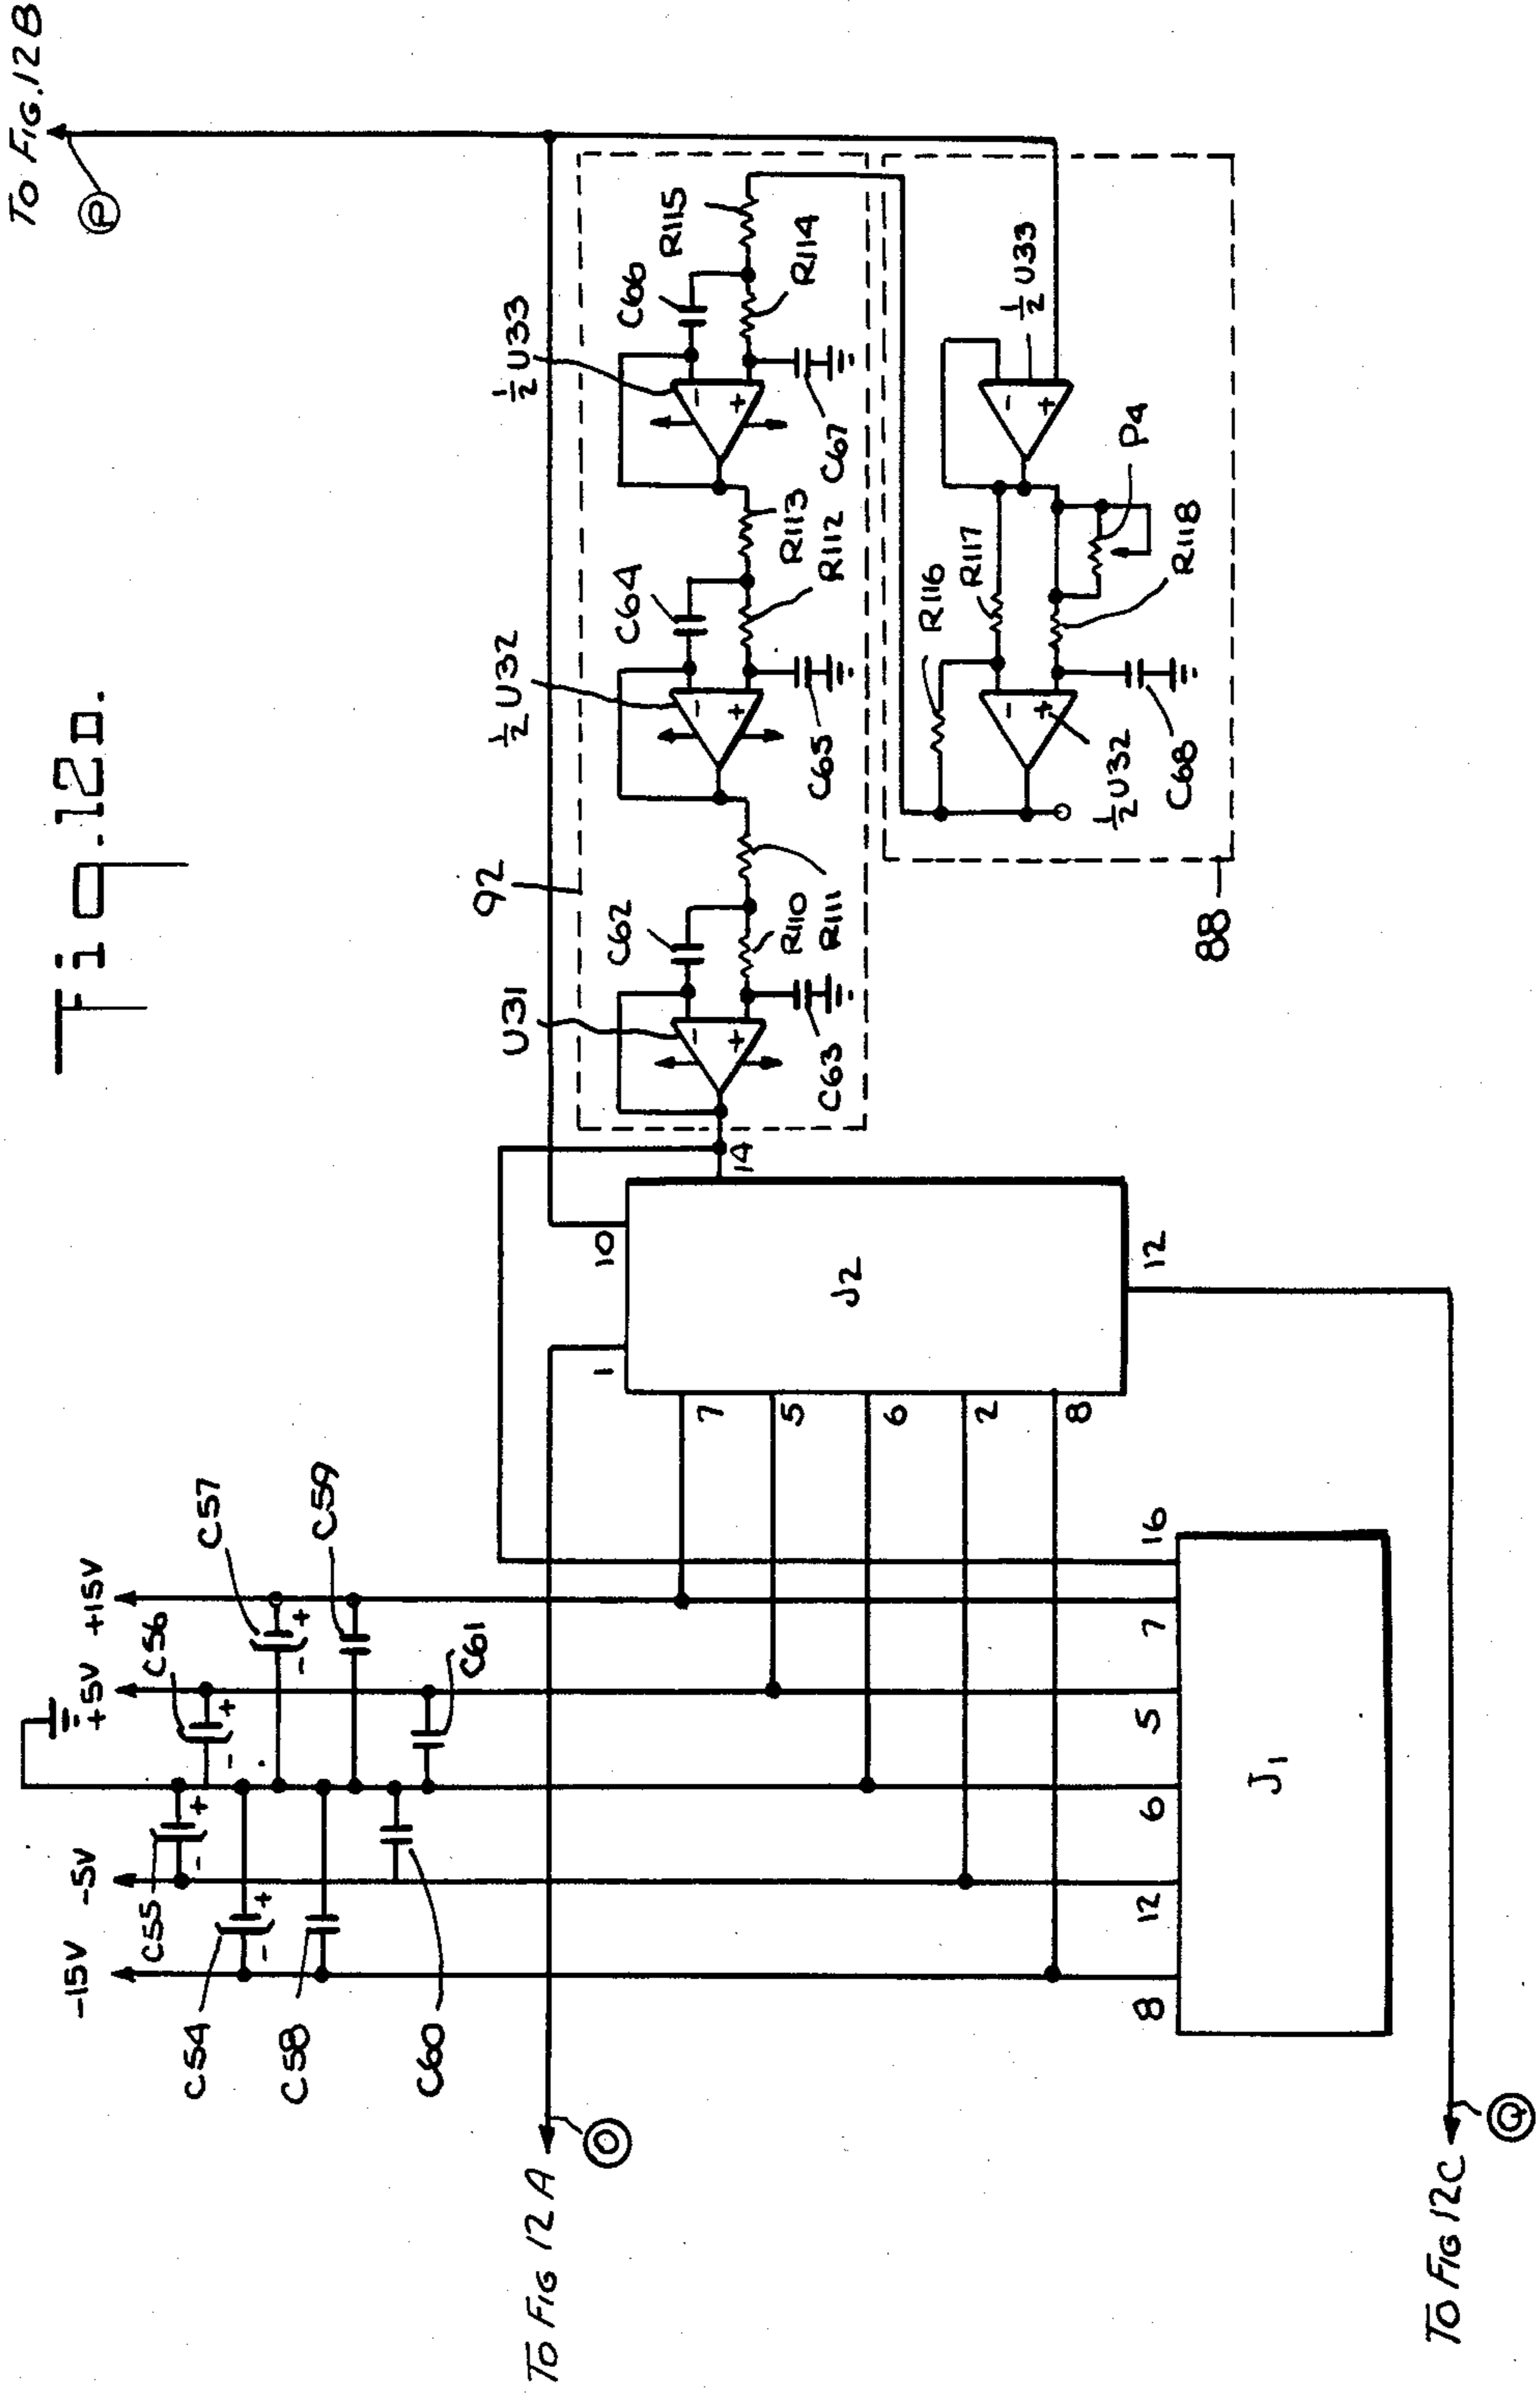 Fig. 12D.
To Fig. 12B
P
-15V
-5V
+5V
+15V
C55
C56
C57
C54
C59
C58
C61
C60
-
+
-
+
-
+
-
+
8
12
6
5
7
16
J1
To Fig 12A
O
To Fig 12C
Q
1
10
7
5
6
2
8
14
12
J2
92
U31
C62
C63
R110
R111
1/2 U32
C64
C65
R112
R113
1/2 U33
C66
C67
R114
R115
-
+
-
+
-
+
88
R116
R117
1/2 U33
P4
R118
C68
1/2 U32
-
+
-
+